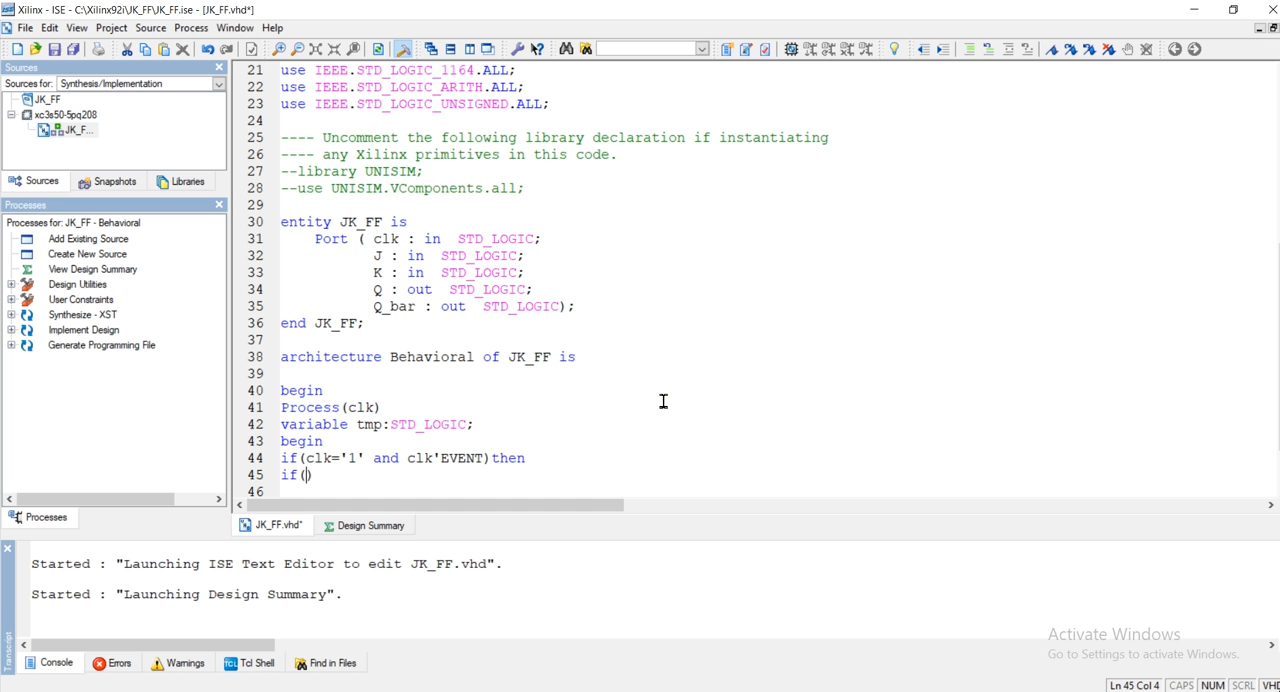 Xilinx - ISE - C:\Xilinx92i\JK_FF\JK_FF.ise - [JK_FF.vhd*]
File Edit View Project Source Process Window Help
Sources
Sources for: Synthesis/Implementation
JK_FF
xc3s50-5pq208
JK_F...
Sources Snapshots Libraries
Processes
Processes for: JK_FF - Behavioral
Add Existing Source
Create New Source
View Design Summary
Design Utilities
User Constraints
Synthesize - XST
Implement Design
Generate Programming File
Processes
21 use IEEE.STD_LOGIC_1164.ALL;
22 use IEEE.STD_LOGIC_ARITH.ALL;
23 use IEEE.STD_LOGIC_UNSIGNED.ALL;
24
25 ---- Uncomment the following library declaration if instantiating
26 ---- any Xilinx primitives in this code.
27 --library UNISIM;
28 --use UNISIM.VComponents.all;
29
30 entity JK_FF is
31 Port ( clk : in STD_LOGIC;
32 J : in STD_LOGIC;
33 K : in STD_LOGIC;
34 Q : out STD_LOGIC;
35 Q_bar : out STD_LOGIC);
36 end JK_FF;
37
38 architecture Behavioral of JK_FF is
39
40 begin
41 Process(clk)
42 variable tmp:STD_LOGIC;
43 begin
44 if(clk='1' and clk'EVENT)then
45 if()
46
JK_FF.vhd* Design Summary
Started : "Launching ISE Text Editor to edit JK_FF.vhd".
Started : "Launching Design Summary".
Transcript
Console Errors Warnings Tcl Shell Find in Files
Activate Windows
Go to Settings to activate Windows.
Ln 45 Col 4 CAPS NUM SCRL VHD